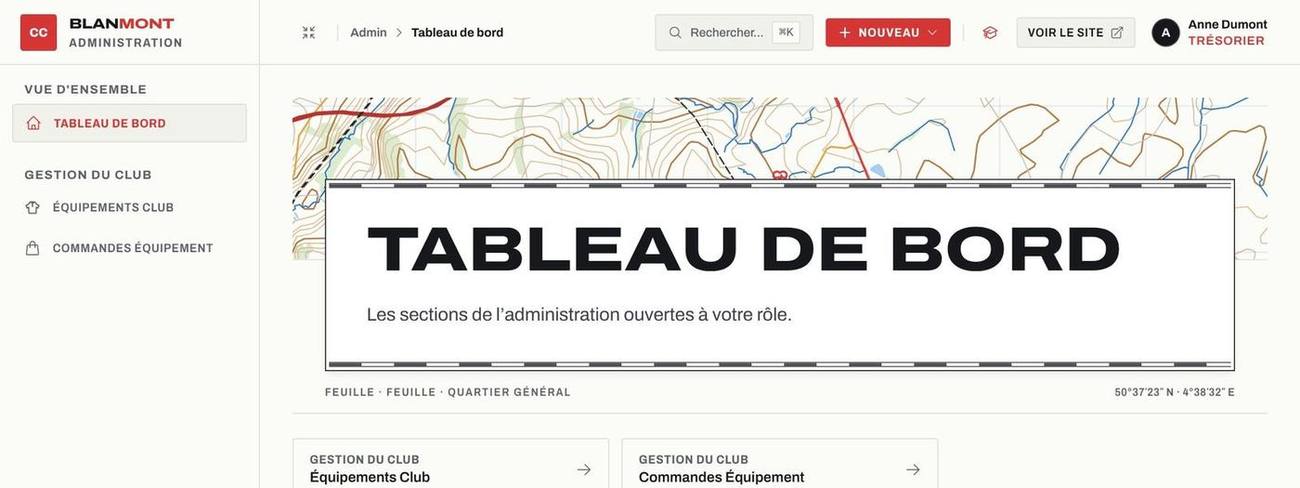 CC
BLANMONT
ADMINISTRATION
Admin > Tableau de bord
Rechercher... ⌘K
+ NOUVEAU
VOIR LE SITE
A
Anne Dumont
TRÉSORIER
VUE D'ENSEMBLE
TABLEAU DE BORD
GESTION DU CLUB
ÉQUIPEMENTS CLUB
COMMANDES ÉQUIPEMENT
TABLEAU DE BORD
Les sections de l’administration ouvertes à votre rôle.
FEUILLE · FEUILLE · QUARTIER GÉNÉRAL
50°37′23″ N · 4°38′32″ E
GESTION DU CLUB
Équipements Club
GESTION DU CLUB
Commandes Équipement